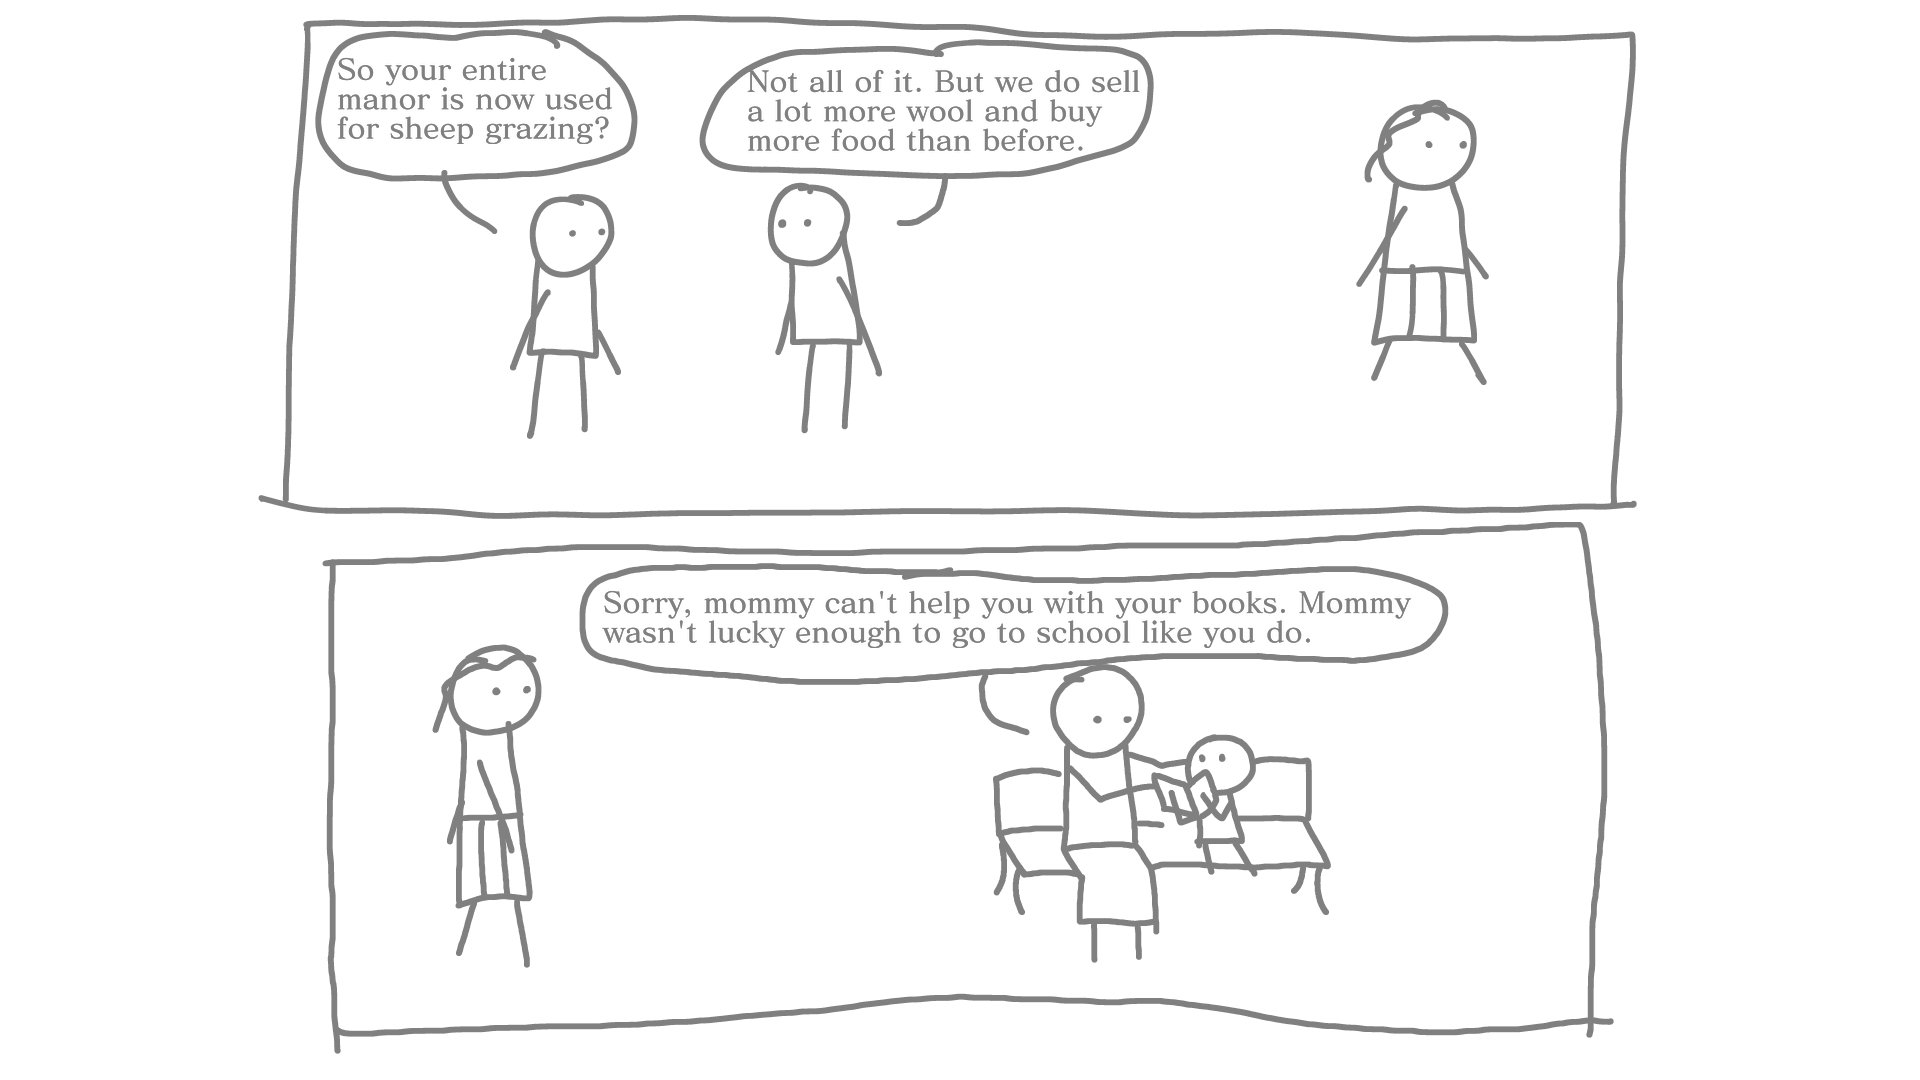 So your entire
manor is now used
for sheep grazing?
Not all of it. But we do sell
a lot more wool and buy
more food than before.
Sorry, mommy can't help you with your books. Mommy
wasn't lucky enough to go to school like you do.